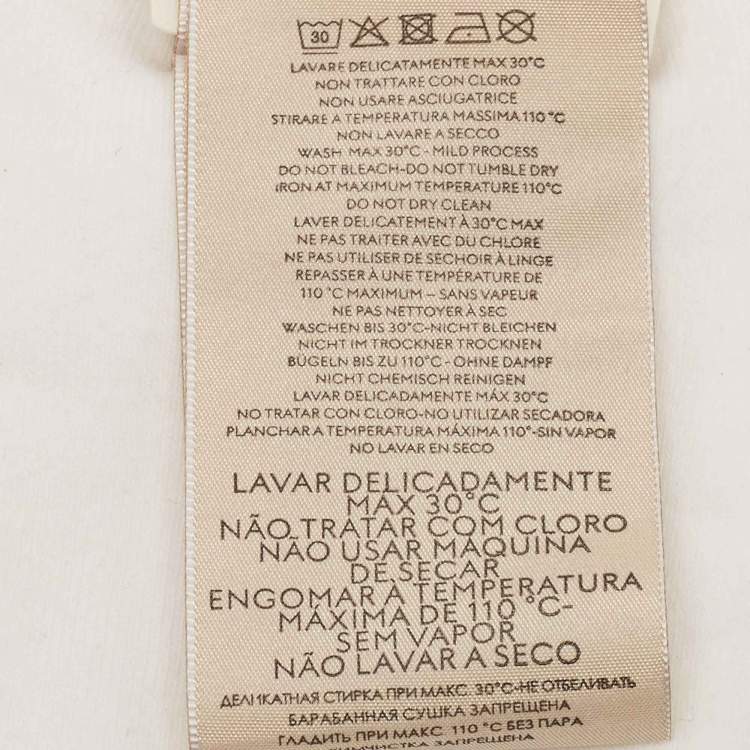 30
LAVARE DELICATAMENTE MAX 30°C
NON TRATTARE CON CLORO
NON USARE ASCIUGATRICE
STIRARE A TEMPERATURA MASSIMA 110 °C
NON LAVARE A SECCO
WASH MAX 30°C - MILD PROCESS
DO NOT BLEACH-DO NOT TUMBLE DRY
IRON AT MAXIMUM TEMPERATURE 110°C
DO NOT DRY CLEAN
LAVER DELICATEMENT À 30°C MAX
NE PAS TRAITER AVEC DU CHLORE
NE PAS UTILISER DE SÉCHOIR À LINGE
REPASSER À UNE TEMPÉRATURE DE
110 °C MAXIMUM – SANS VAPEUR
NE PAS NETTOYER À SEC
WASCHEN BIS 30°C-NICHT BLEICHEN
NICHT IM TROCKNER TROCKNEN
BÜGELN BIS ZU 110°C - OHNE DAMPF
NICHT CHEMISCH REINIGEN
LAVAR DELICADAMENTE MÁX 30°C
NO TRATAR CON CLORO-NO UTILIZAR SECADORA
PLANCHAR A TEMPERATURA MÁXIMA 110°-SIN VAPOR
NO LAVAR EN SECO
LAVAR DELICADAMENTE
MÁX 30°C
NÃO TRATAR COM CLORO
NÃO USAR MÁQUINA
DE SECAR
ENGOMAR À TEMPERATURA
MÁXIMA DE 110 °C-
SEM VAPOR
NÃO LAVAR A SECO
ДЕЛИКАТНАЯ СТИРКА ПРИ МАКС. 30°C-НЕ ОТБЕЛИВАТЬ
БАРАБАННАЯ СУШКА ЗАПРЕЩЕНА
ГЛАДИТЬ ПРИ МАКС. 110 °C БЕЗ ПАРА
ХИМЧИСТКА ЗАПРЕЩЕНА